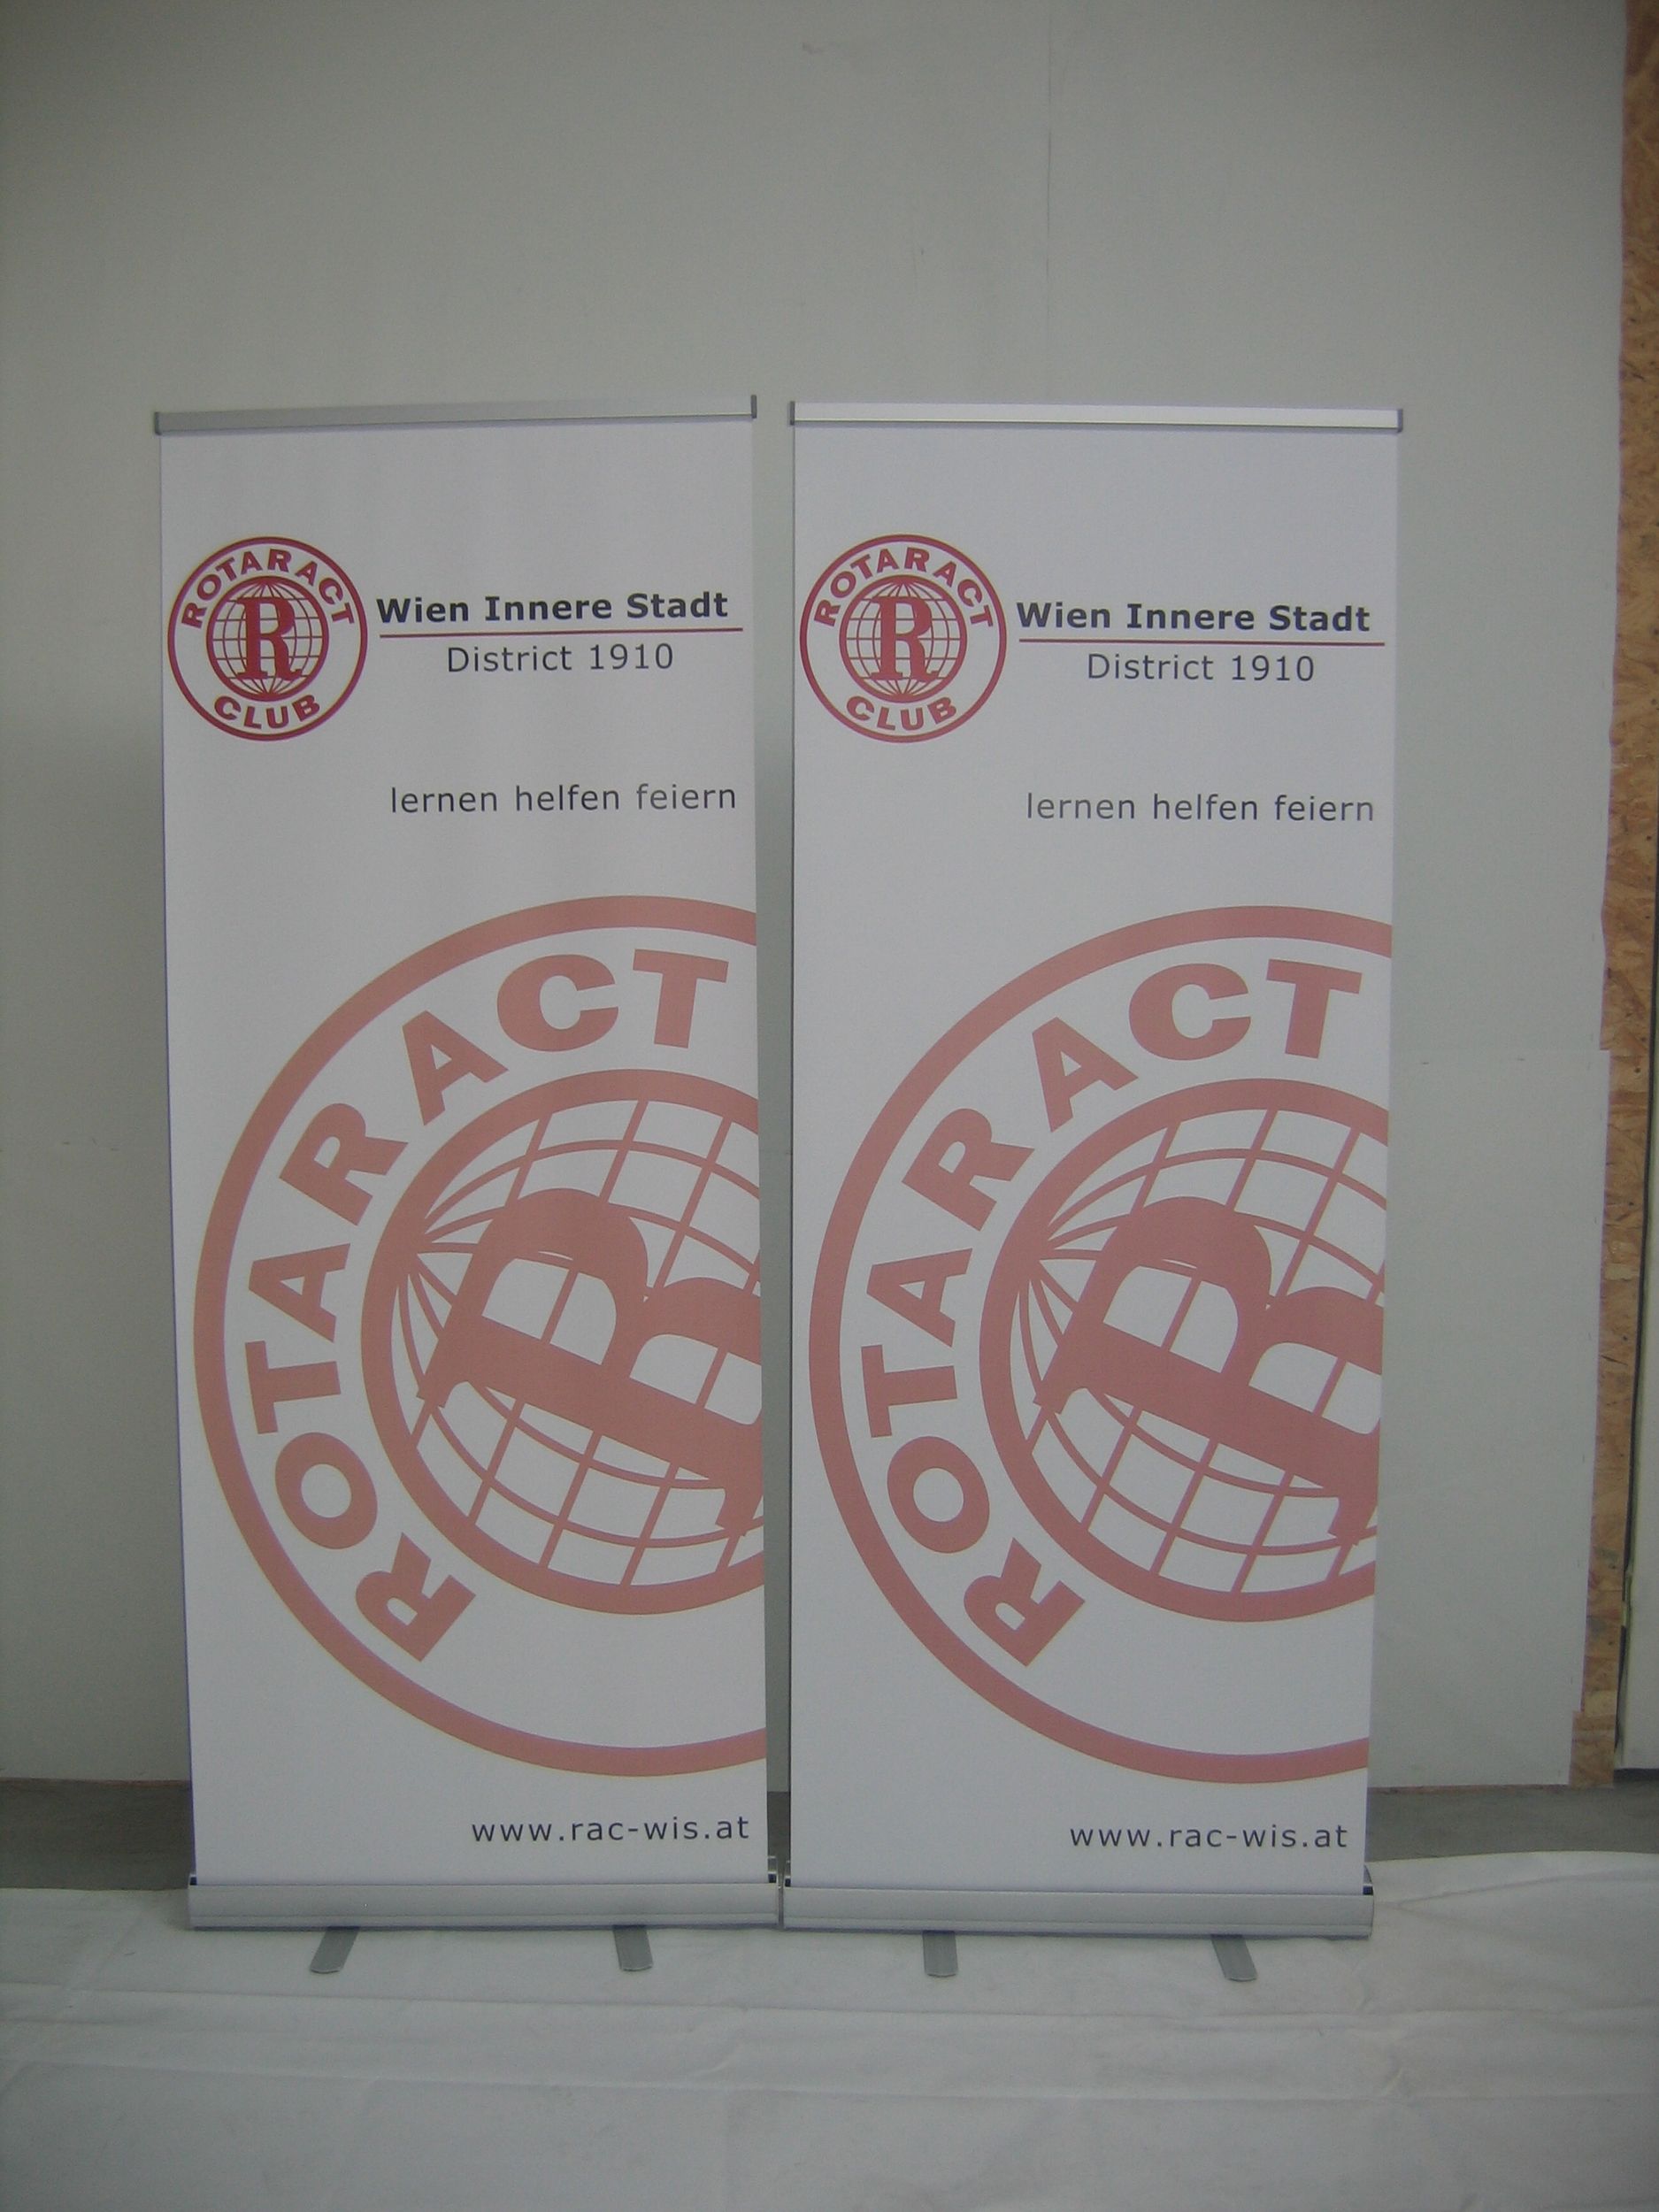 ROTARACT
R
CLUB
Wien Innere Stadt
District 1910
lernen helfen feiern
ROTARACT
R
www.rac-wis.at
ROTARACT
R
CLUB
Wien Innere Stadt
District 1910
lernen helfen feiern
ROTARACT
R
www.rac-wis.at